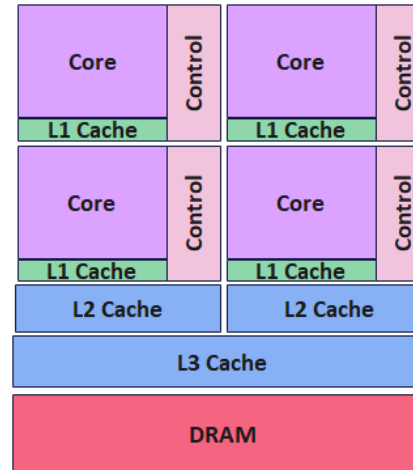 Core
Control
L1 Cache
Core
Control
L1 Cache
Core
Control
L1 Cache
Core
Control
L1 Cache
L2 Cache
L2 Cache
L3 Cache
DRAM